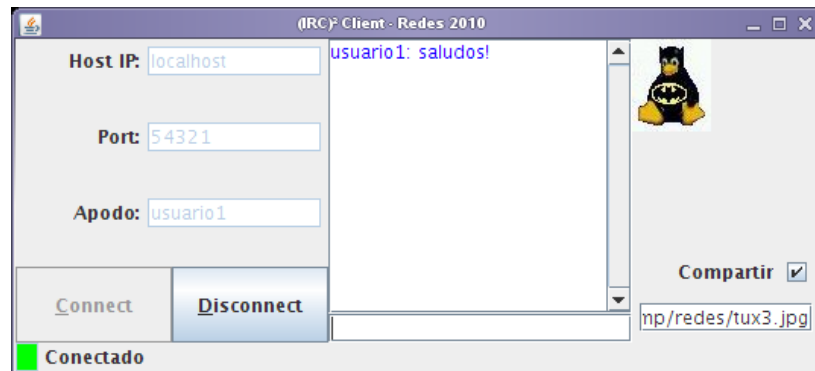 (IRC)² Client - Redes 2010
Host IP: localhost
Port: 54321
Apodo: usuario1
Connect Disconnect
Conectado
usuario1: saludos!
Compartir
mp/redes/tux3.jpg